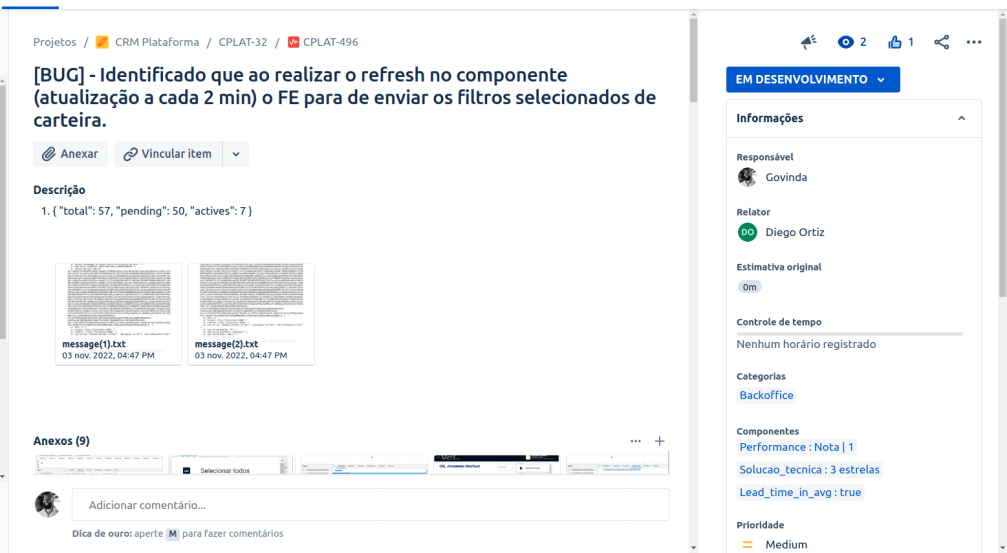 Projetos / CRM Plataforma / CPLAT-32 / CPLAT-496
2
1
[BUG] - Identificado que ao realizar o refresh no componente
(atualização a cada 2 min) o FE para de enviar os filtros selecionados de
carteira.
Anexar
Vincular item
Descrição
1. { "total": 57, "pending": 50, "actives": 7 }
message(1).txt
03 nov. 2022, 04:47 PM
message(2).txt
03 nov. 2022, 04:47 PM
Anexos (9)
Selecionar todos
Adicionar comentário...
Dica de ouro: aperte M para fazer comentários
EM DESENVOLVIMENTO
Informações
Responsável
Govinda
Relator
DO Diego Ortiz
Estimativa original
0m
Controle de tempo
Nenhum horário registrado
Categorias
Backoffice
Componentes
Performance : Nota | 1
Solucao_tecnica : 3 estrelas
Lead_time_in_avg : true
Prioridade
Medium